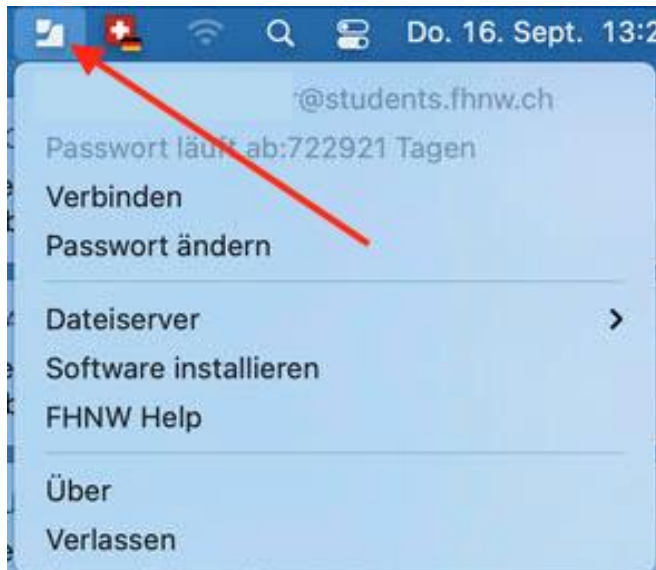 Do. 16. Sept. 13:2
@students.fhnw.ch
Passwort läuft ab:722921 Tagen
Verbinden
Passwort ändern
Dateiserver
Software installieren
FHNW Help
Über
Verlassen